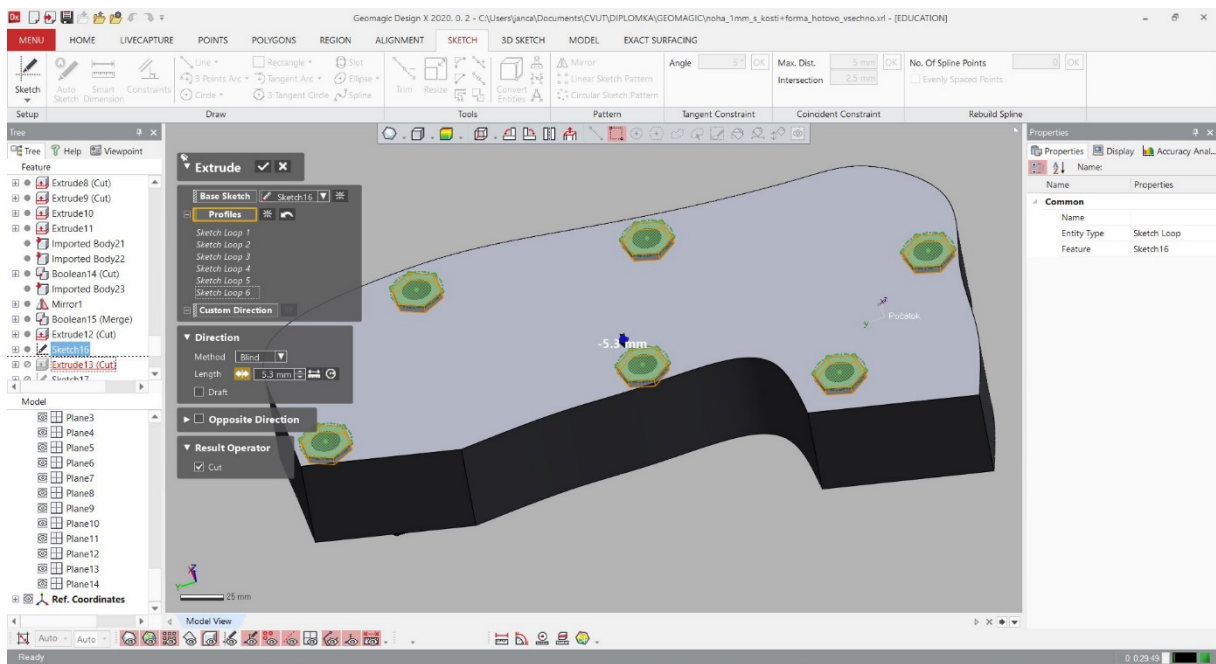 Geomagic Design X 2020. 0. 2 - C:\Users\janca\Documents\CVUT\DIPLOMKA\GEOMAGIC\noha_1mm_s_kosti+forma_hotovo_vsechno.xrl - [EDUCATION]
MENU HOME LIVECAPTURE POINTS POLYGONS REGION ALIGNMENT SKETCH 3D SKETCH MODEL EXACT SURFACING
Line Rectangle Slot Mirror Angle 5 ° OK Max. Dist. 5 mm OK No. Of Spline Points 0 OK
3 Points Arc Tangent Arc Ellipse Linear Sketch Pattern Intersection 2.5 mm Evenly Spaced Points
Sketch Auto Sketch Smart Dimension Constraints Circle 3 Tangent Circle Spline Trim Resize Convert Entities Circular Sketch Pattern
Setup Draw Tools Pattern Tangent Constraint Coincident Constraint Rebuild Spline
Tree
Tree Help Viewpoint
Feature
Extrude8 (Cut)
Extrude9 (Cut)
Extrude10
Extrude11
Imported Body21
Imported Body22
Boolean14 (Cut)
Imported Body23
Mirror1
Boolean15 (Merge)
Extrude12 (Cut)
Sketch16
Extrude13 (Cut)
Sketch17
Model
Plane3
Plane4
Plane5
Plane6
Plane7
Plane8
Plane9
Plane10
Plane11
Plane12
Plane13
Plane14
Ref. Coordinates
Extrude
Base Sketch Sketch16
Profiles
Sketch Loop 1
Sketch Loop 2
Sketch Loop 3
Sketch Loop 4
Sketch Loop 5
Sketch Loop 6
Custom Direction
Direction
Method Blind
Length 5.3 mm
Draft
Opposite Direction
Result Operator
Cut
-5.3 mm
z
y
Počátuk
Z
Y
25 mm
Properties
Properties Display Accuracy Anal...
Name:
Name Properties
Common
Name
Entity Type Sketch Loop
Feature Sketch16
Model View
Auto Auto
Ready
0: 0:29.49